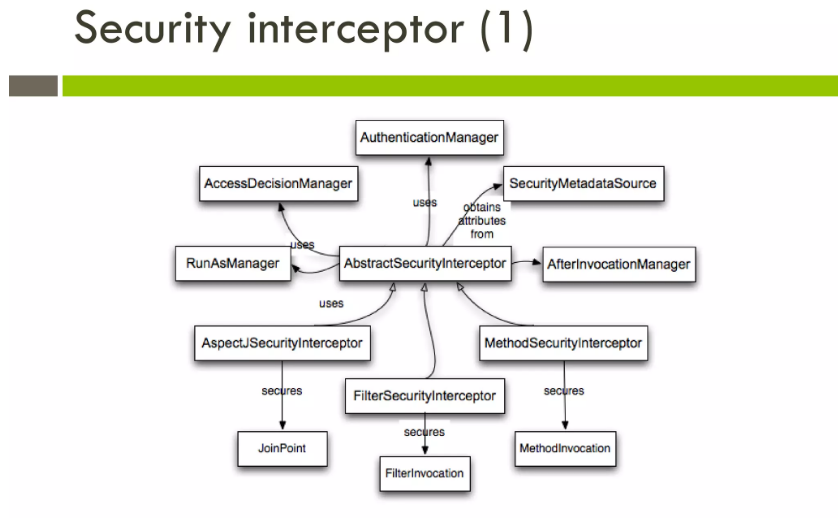 Security interceptor (1)
AuthenticationManager
AccessDecisionManager
SecurityMetadataSource
uses
obtains
attributes
from
uses
RunAsManager
AbstractSecurityInterceptor
AfterInvocationManager
uses
AspectJSecurityInterceptor
MethodSecurityInterceptor
secures
FilterSecurityInterceptor
secures
secures
JoinPoint
MethodInvocation
FilterInvocation